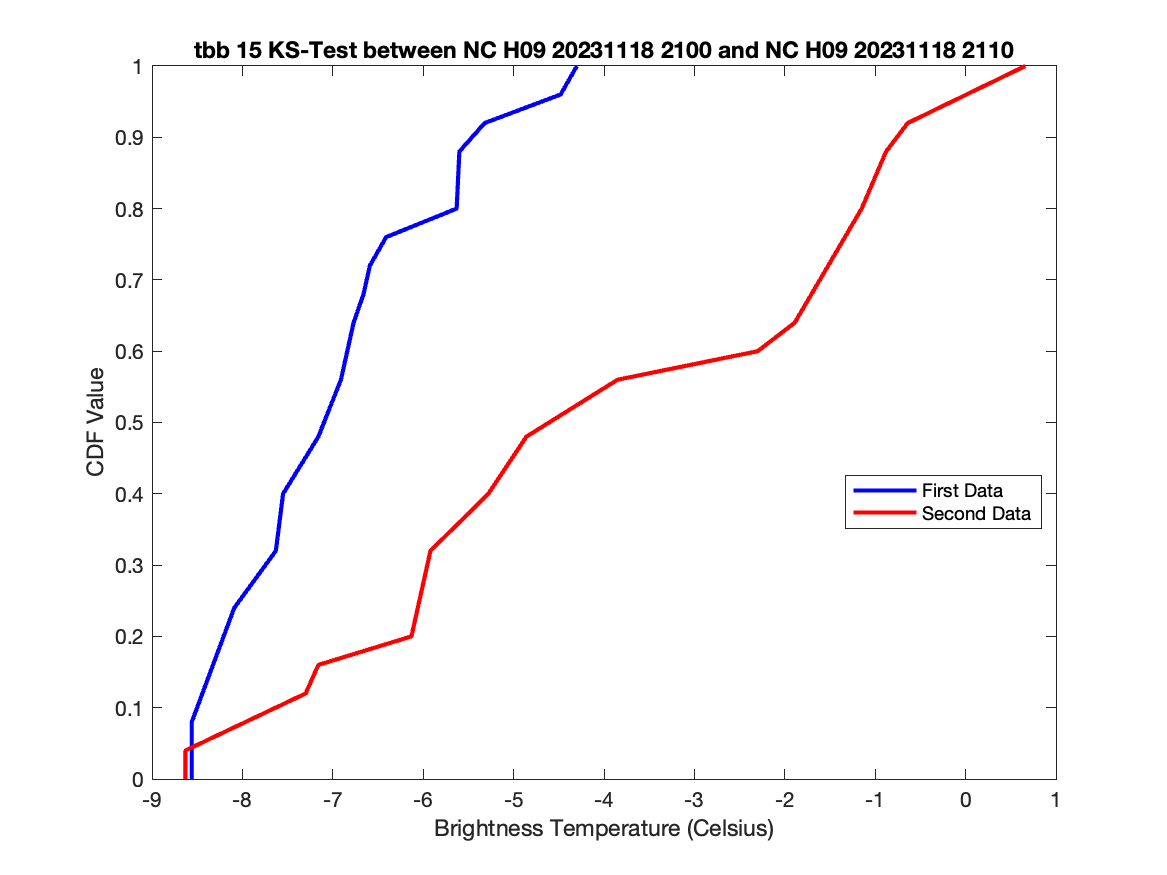 tbb 15 KS-Test between NC H09 20231118 2100 and NC H09 20231118 2110
1
0.9
0.8
0.7
0.6
0.5
0.4
0.3
0.2
0.1
0
CDF Value
First Data
Second Data
-9 -8 -7 -6 -5 -4 -3 -2 -1 0 1
Brightness Temperature (Celsius)